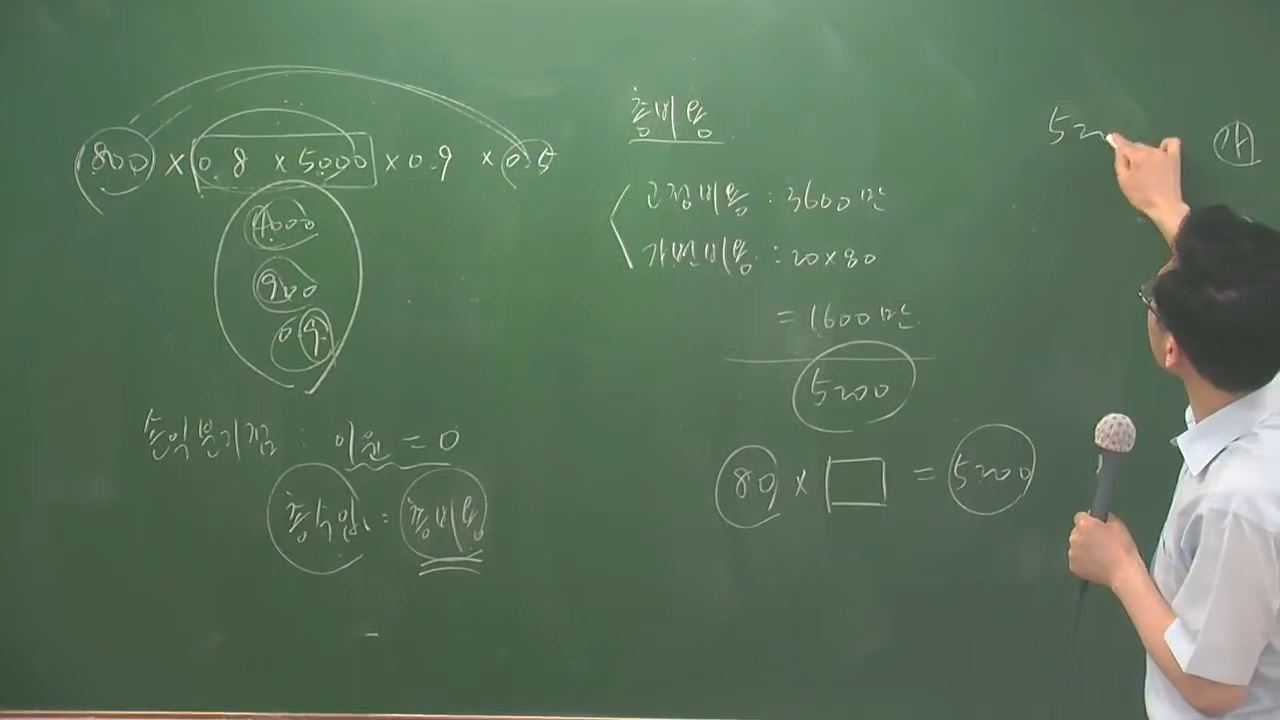 800 × 0.8 × 5000 × 0.9 × 0.5
4000
900
0.9
손익분기점 : 이윤 = 0
총수입 : 총비용
총비용
고정비용 : 3600만
가변비용 : 20×80
= 1600만
5200
80 × □ = 5200
520